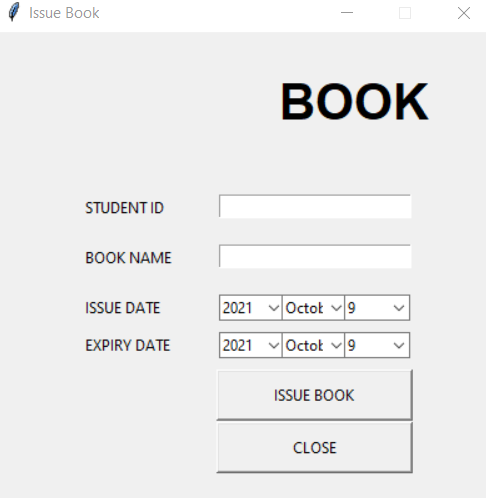 Issue Book
BOOK
STUDENT ID
BOOK NAME
ISSUE DATE 2021 Octob 9
EXPIRY DATE 2021 Octob 9
ISSUE BOOK
CLOSE